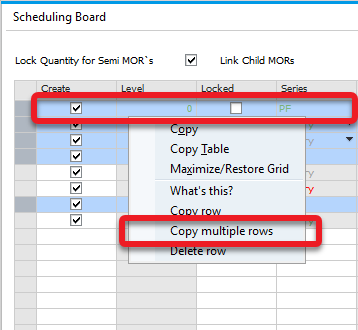 Scheduling Board
Lock Quantity for Semi MOR`s Link Child MORs
Create Level Locked Series
0 PF
Copy
Copy Table
Maximize/Restore Grid
What's this?
Copy row
Copy multiple rows
Delete row